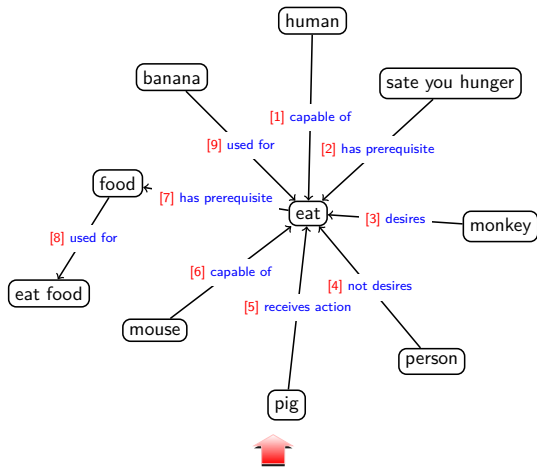 human
banana
sate you hunger
[1] capable of
[9] used for
[2] has prerequisite
food
[7] has prerequisite
eat
[3] desires
monkey
[8] used for
[6] capable of
[4] not desires
eat food
[5] receives action
mouse
person
pig